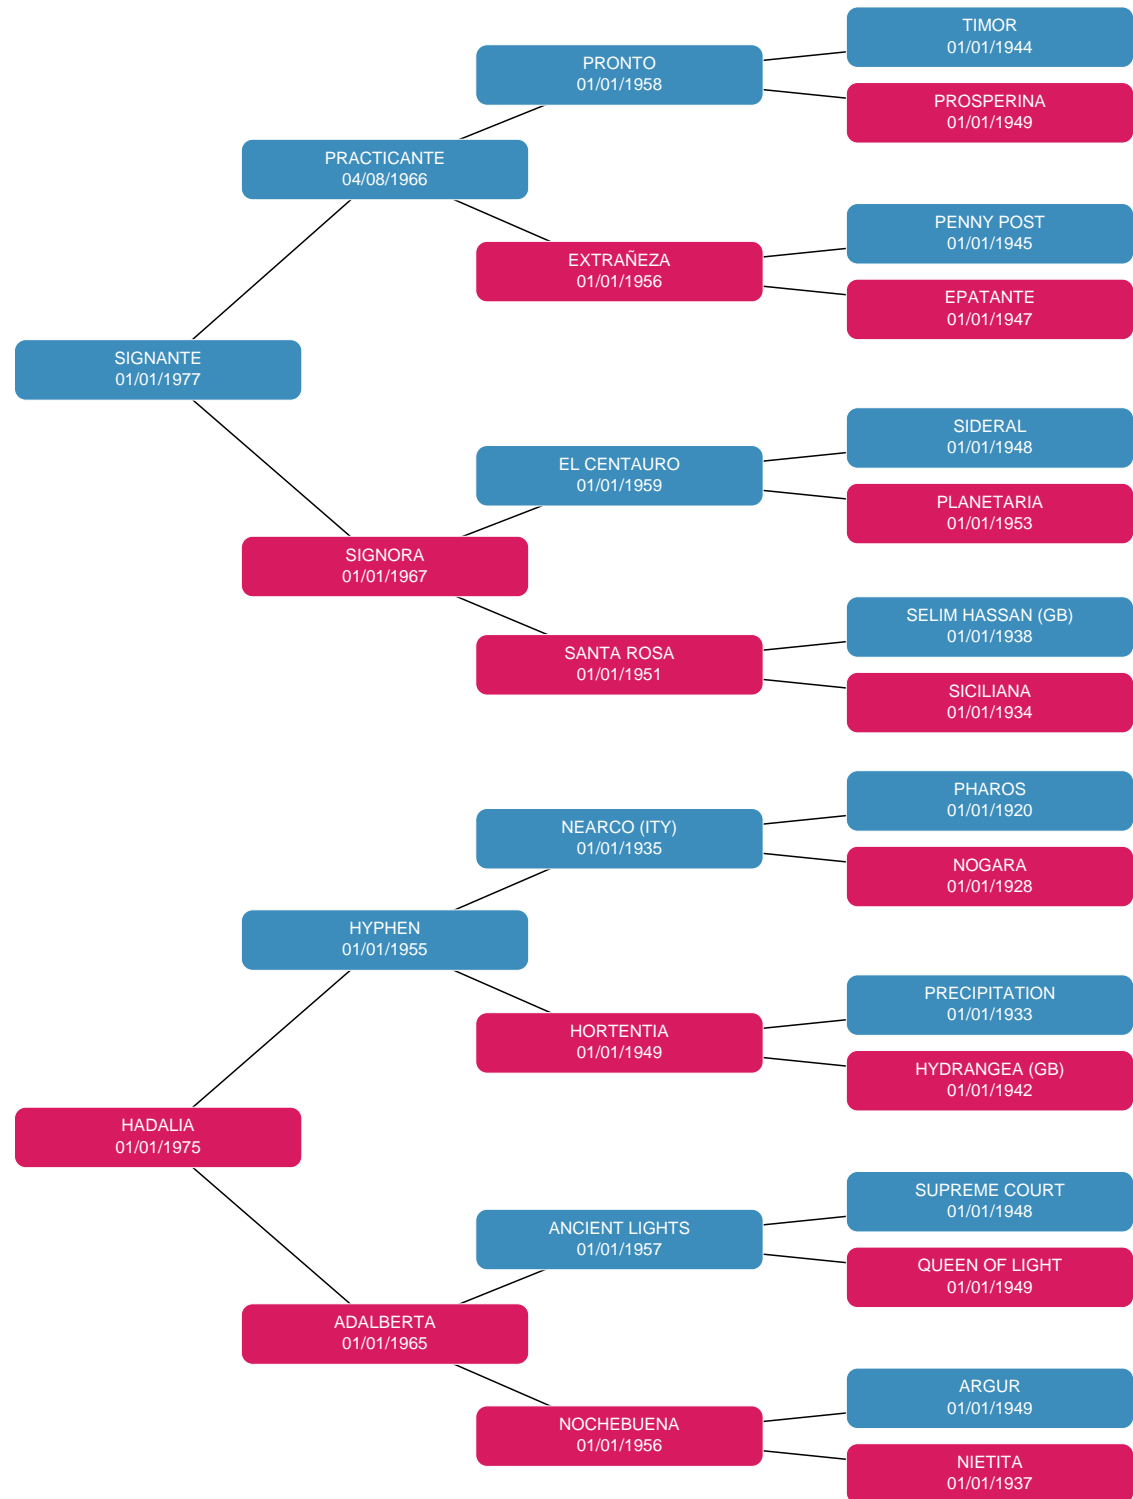 TIMOR
01/01/1944
PRONTO
01/01/1958
PROSPERINA
01/01/1949
PRACTICANTE
04/08/1966
PENNY POST
01/01/1945
EXTRAÑEZA
01/01/1956
EPATANTE
01/01/1947
SIGNANTE
01/01/1977
SIDERAL
01/01/1948
EL CENTAURO
01/01/1959
PLANETARIA
01/01/1953
SIGNORA
01/01/1967
SELIM HASSAN (GB)
01/01/1938
SANTA ROSA
01/01/1951
SICILIANA
01/01/1934
PHAROS
01/01/1920
NEARCO (ITY)
01/01/1935
NOGARA
01/01/1928
HYPHEN
01/01/1955
PRECIPITATION
01/01/1933
HORTENTIA
01/01/1949
HYDRANGEA (GB)
01/01/1942
HADALIA
01/01/1975
SUPREME COURT
01/01/1948
ANCIENT LIGHTS
01/01/1957
QUEEN OF LIGHT
01/01/1949
ADALBERTA
01/01/1965
ARGUR
01/01/1949
NOCHEBUENA
01/01/1956
NIETITA
01/01/1937